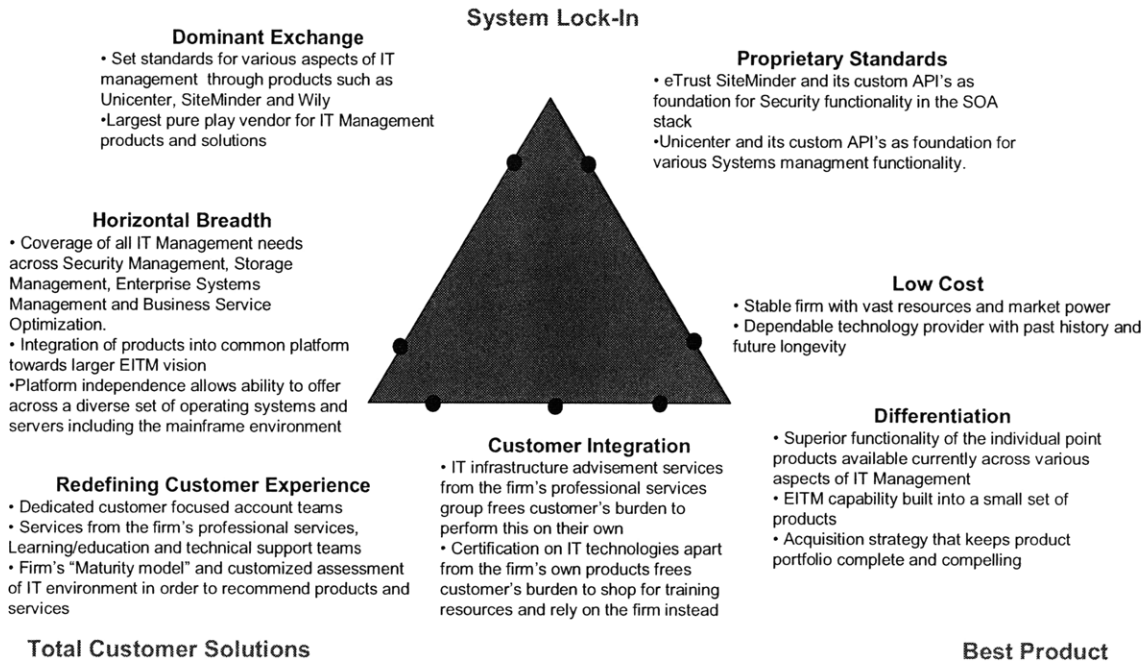 System Lock-In
Dominant Exchange
• Set standards for various aspects of IT
management through products such as
Unicenter, SiteMinder and Wily
•Largest pure play vendor for IT Management
products and solutions
Proprietary Standards
• eTrust SiteMinder and its custom API's as
foundation for Security functionality in the SOA
stack
•Unicenter and its custom API's as foundation for
various Systems managment functionality.
Horizontal Breadth
• Coverage of all IT Management needs
across Security Management, Storage
Management, Enterprise Systems
Management and Business Service
Optimization.
• Integration of products into common platform
towards larger EITM vision
•Platform independence allows ability to offer
across a diverse set of operating systems and
servers including the mainframe environment
Low Cost
• Stable firm with vast resources and market power
• Dependable technology provider with past history and
future longevity
Redefining Customer Experience
• Dedicated customer focused account teams
• Services from the firm's professional services,
Learning/education and technical support teams
• Firm's "Maturity model" and customized assessment
of IT environment in order to recommend products and
services
Customer Integration
• IT infrastructure advisement services
from the firm's professional services
group frees customer's burden to
perform this on their own
• Certification on IT technologies apart
from the firm's own products frees
customer's burden to shop for training
resources and rely on the firm instead
Differentiation
• Superior functionality of the individual point
products available currently across various
aspects of IT Management
• EITM capability built into a small set of
products
• Acquisition strategy that keeps product
portfolio complete and compelling
Total Customer Solutions
Best Product